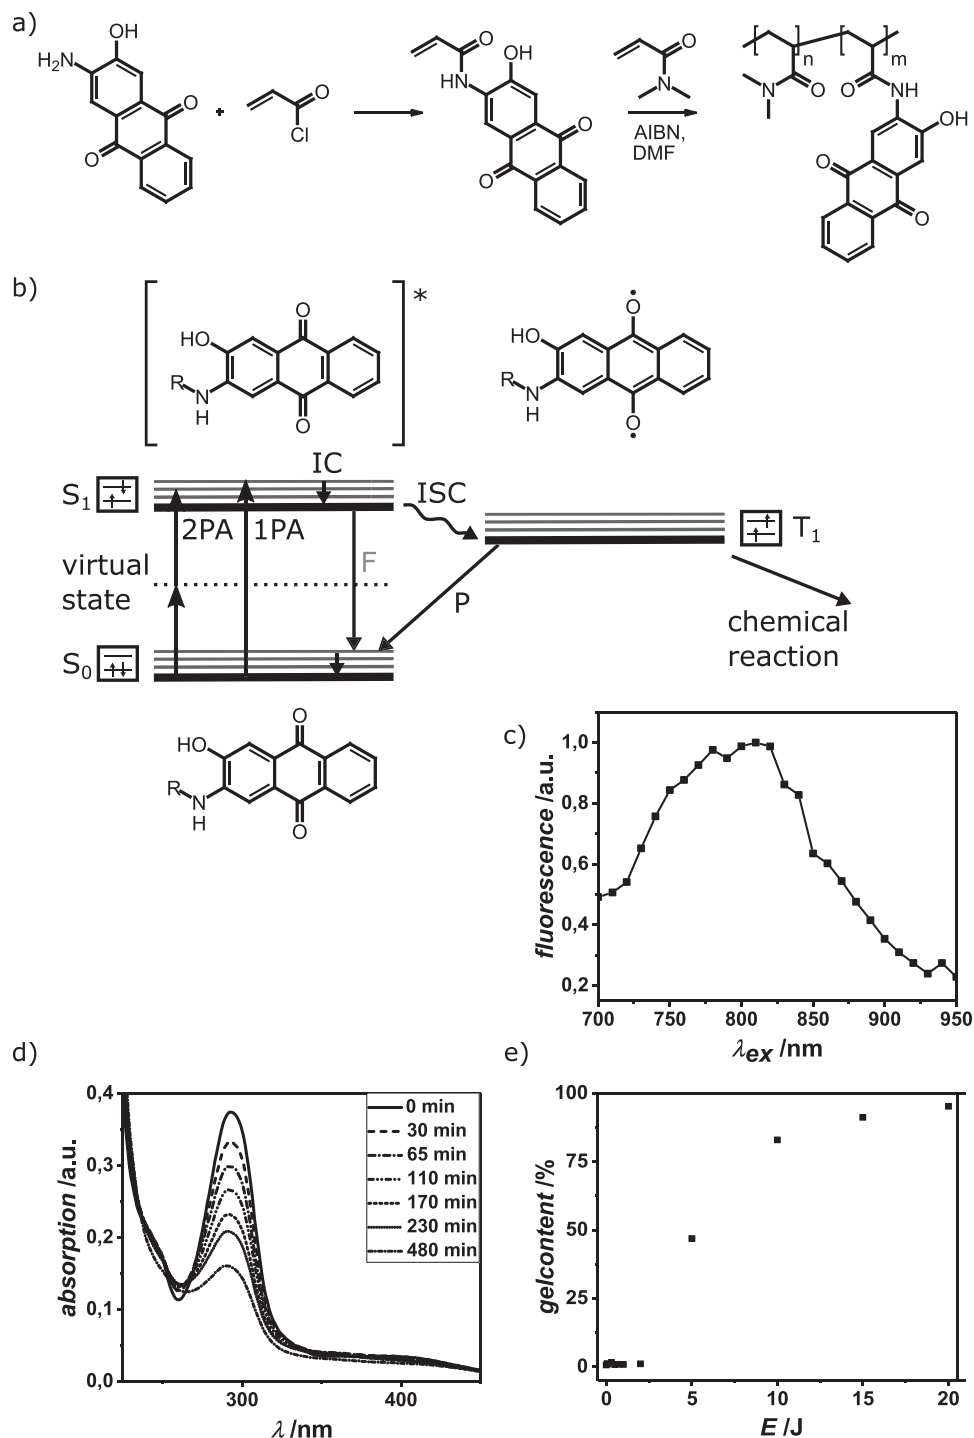 a)
OH
H₂N
O
O
+
O
Cl
O
HN
OH
O
O
O
N
AIBN,
DMF
n
m
N
O
O
NH
OH
O
O
b)
*
O
HO
R
N
H
O
O
HO
R
N
H
O
IC
S₁
ISC
2PA
1PA
T₁
virtual
state
F
P
chemical
reaction
S₀
O
HO
R
N
H
O
c)
1,0
0,8
0,6
0,4
0,2
fluorescence /a.u.
700
750
800
850
900
950
λex /nm
d)
0,4
0,3
0,2
0,1
0,0
absorption /a.u.
0 min
30 min
65 min
110 min
170 min
230 min
480 min
300
400
λ /nm
e)
100
75
50
25
0
gelcontent /%
0
5
10
15
20
E /J